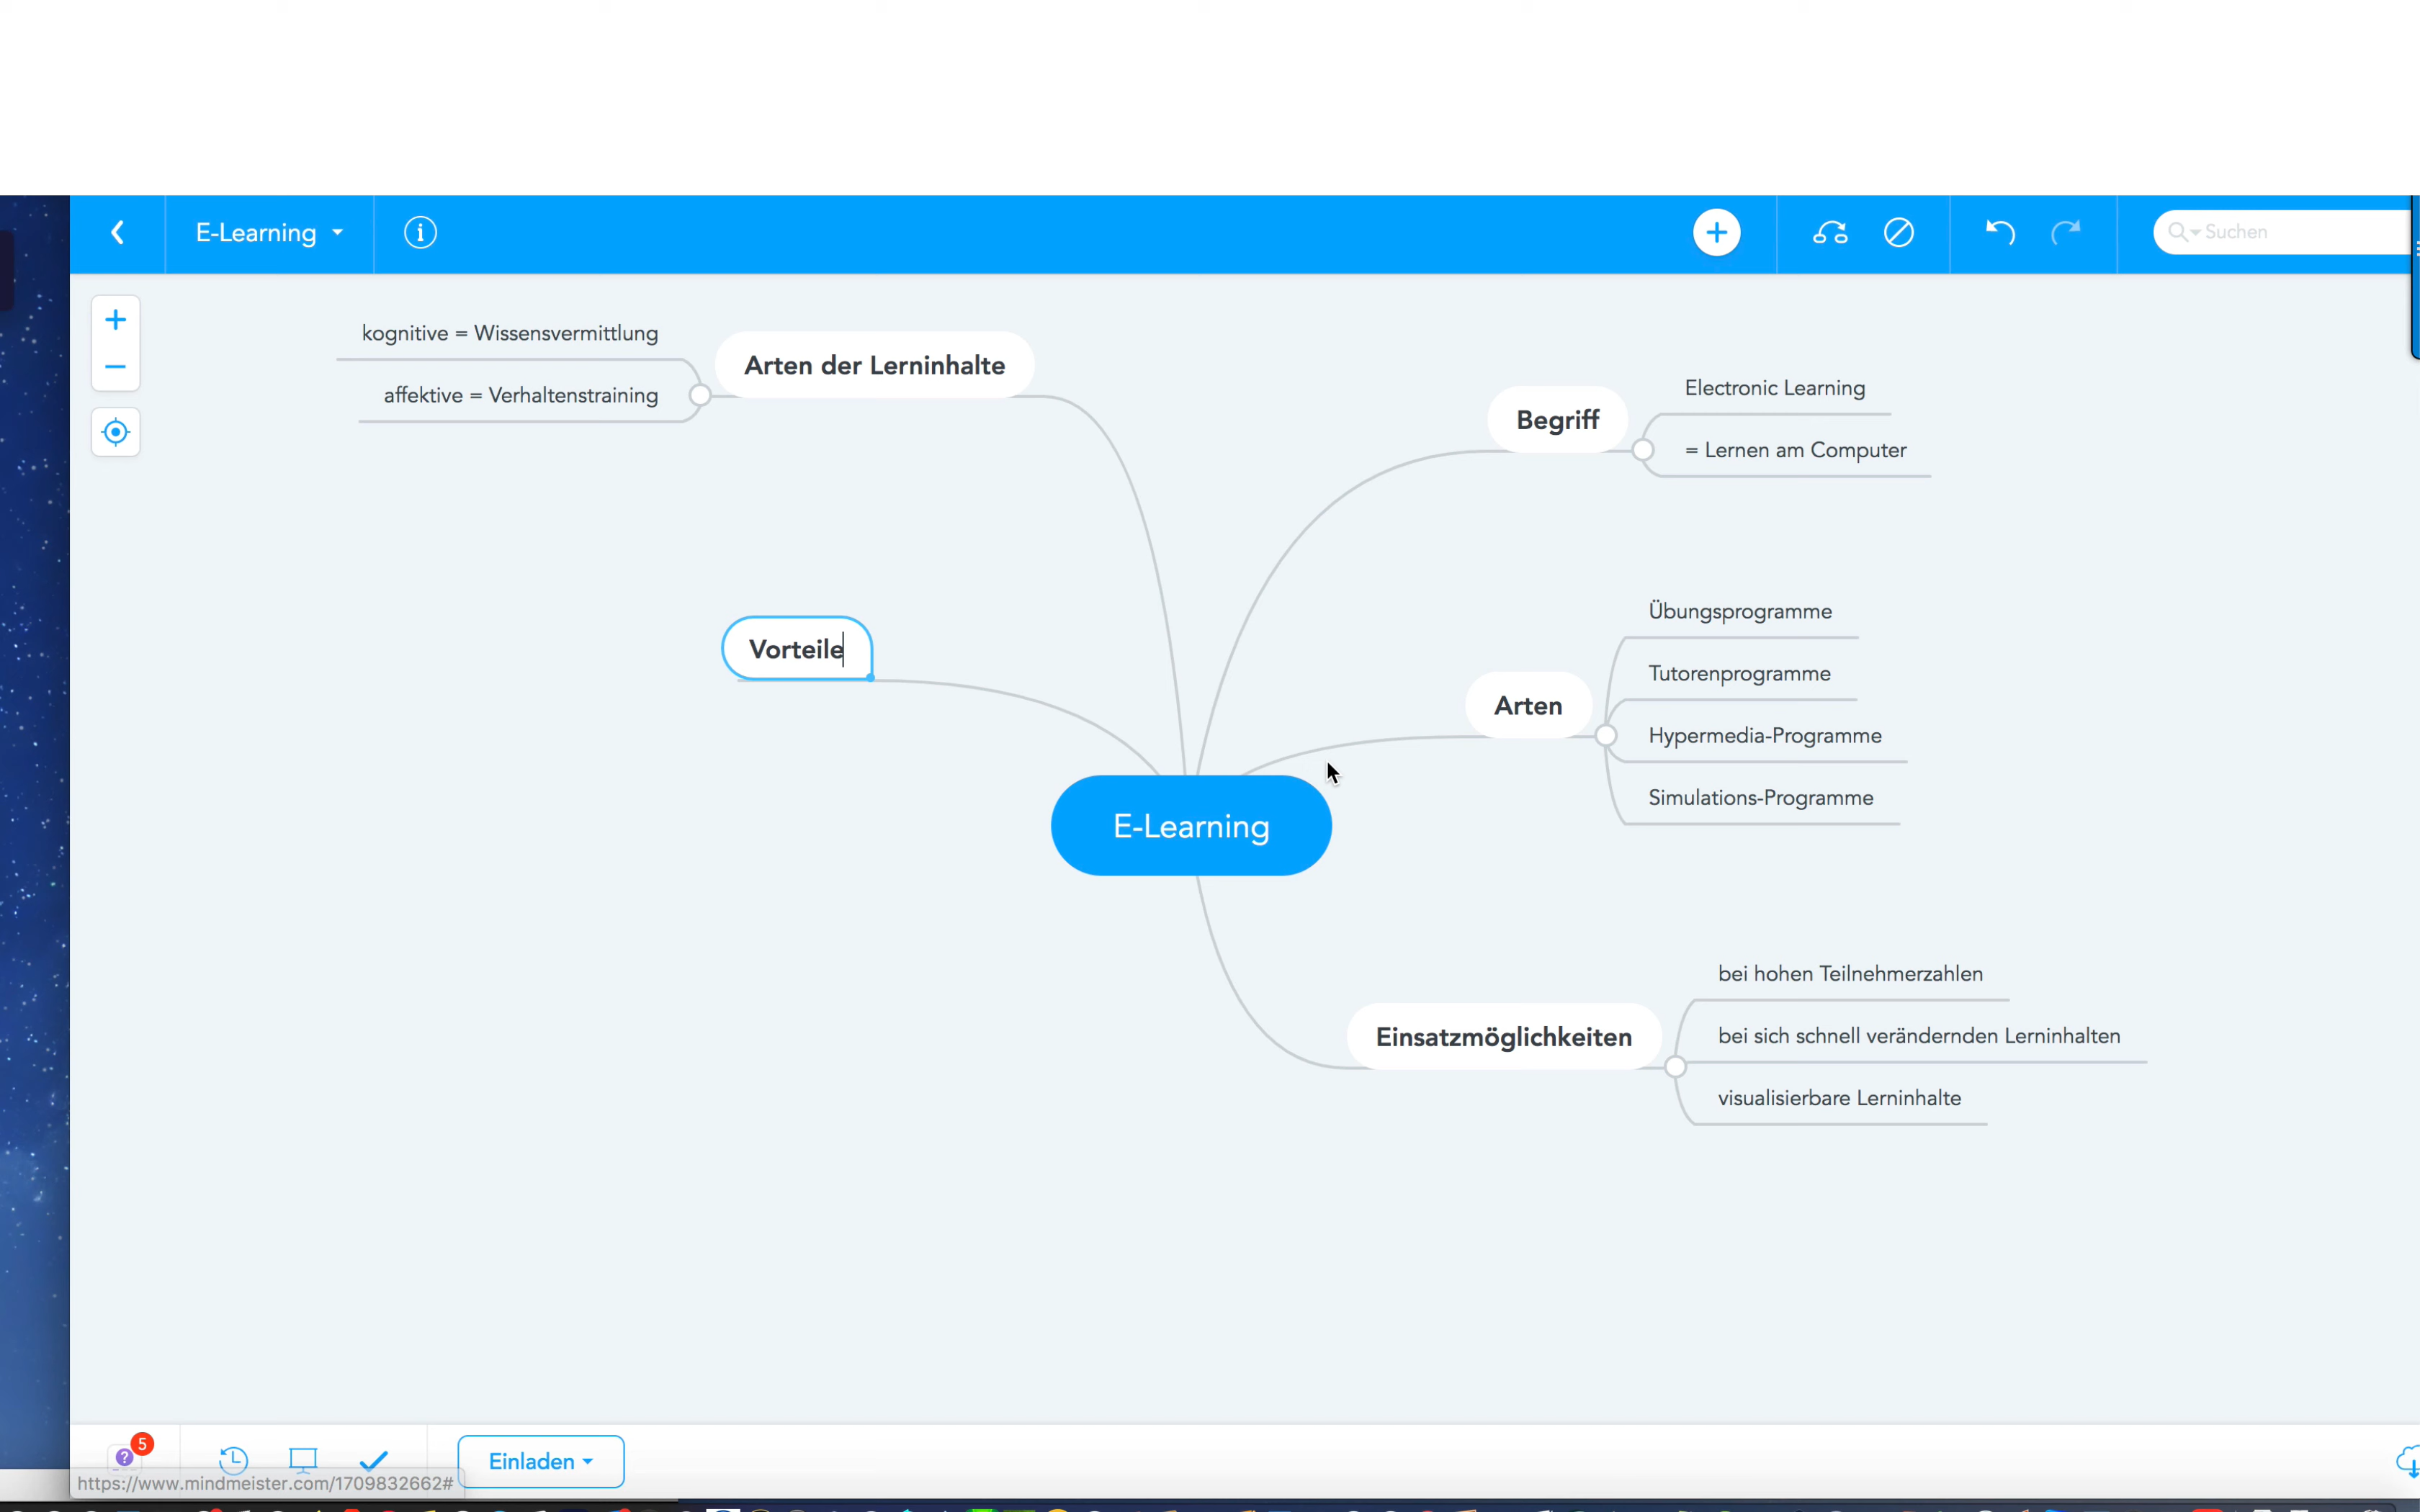 E-Learning
Suchen
kognitive = Wissensvermittlung
affektive = Verhaltenstraining
Arten der Lerninhalte
Begriff
Electronic Learning
= Lernen am Computer
Vorteile
Arten
Übungsprogramme
Tutorenprogramme
Hypermedia-Programme
Simulations-Programme
E-Learning
Einsatzmöglichkeiten
bei hohen Teilnehmerzahlen
bei sich schnell verändernden Lerninhalten
visualisierbare Lerninhalte
5
?
Einladen
https://www.mindmeister.com/1709832662#